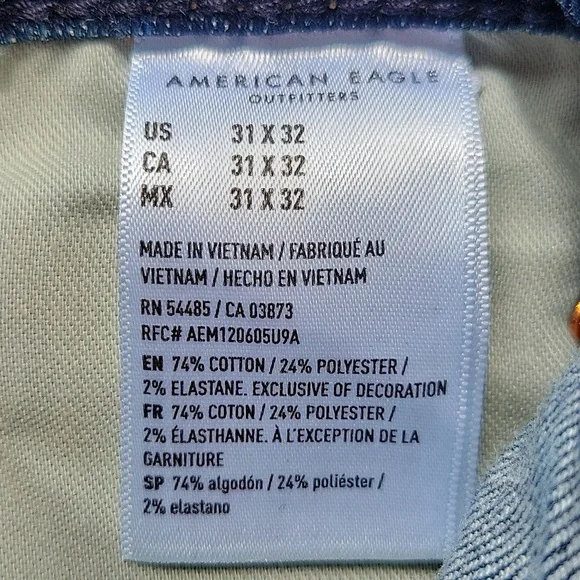 AMERICAN EAGLE
OUTFITTERS
US 31 X 32
CA 31 X 32
MX 31 X 32
MADE IN VIETNAM / FABRIQUÉ AU
VIETNAM / HECHO EN VIETNAM
RN 54485 / CA 03873
RFC# AEM120605U9A
EN 74% COTTON / 24% POLYESTER /
2% ELASTANE. EXCLUSIVE OF DECORATION
FR 74% COTON / 24% POLYESTER /
2% ÉLASTHANNE. À L'EXCEPTION DE LA
GARNITURE
SP 74% algodón / 24% poliéster /
2% elastano